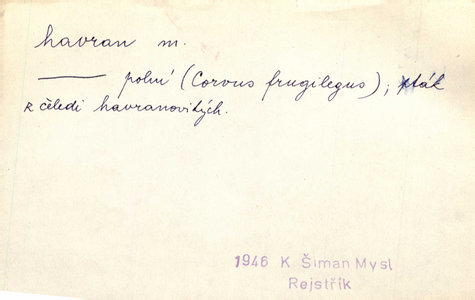 havran m.
—— polní (Corvus frugilegus); pták
z čeledi havranovitých.
1946 K Šiman Mysl
Rejstřík